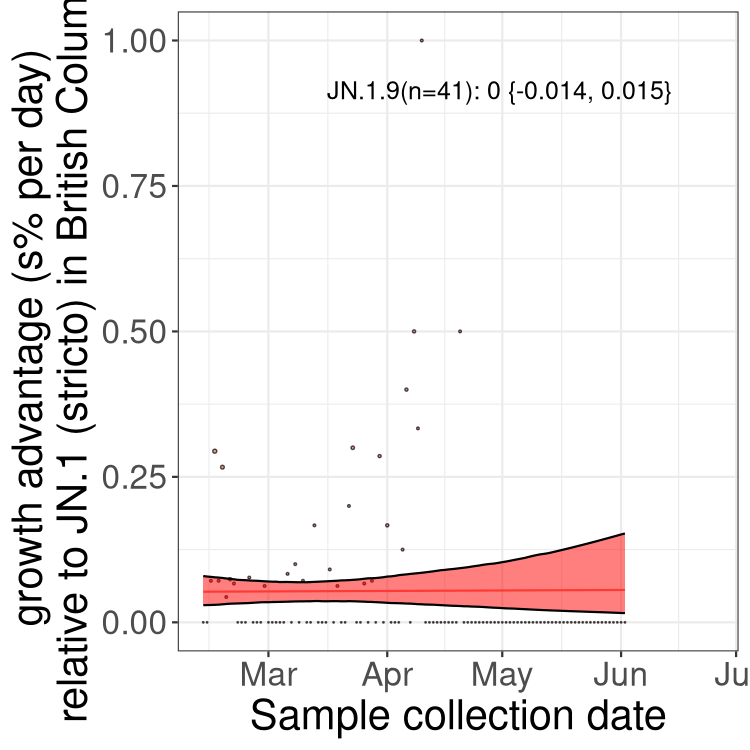 growth advantage (s% per day)
relative to JN.1 (stricto) in British Colum
1.00
0.75
0.50
0.25
0.00
JN.1.9(n=41): 0 {-0.014, 0.015}
Mar Apr May Jun Ju
Sample collection date